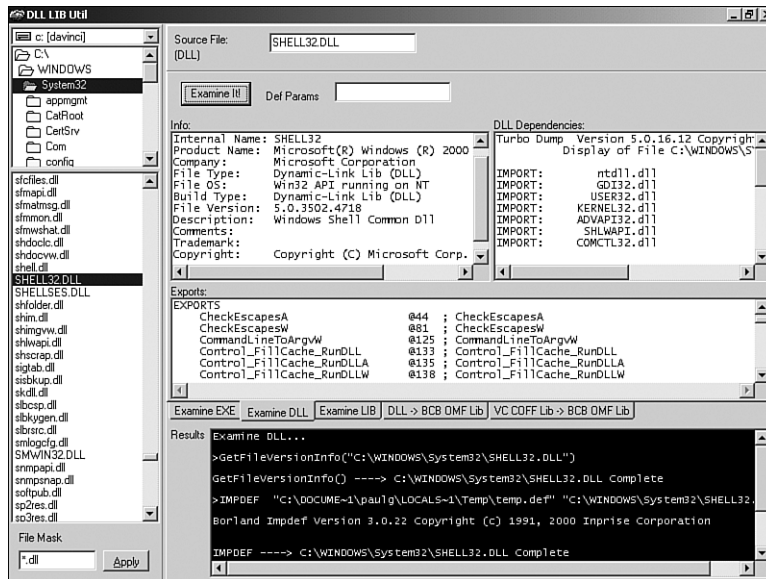 DLL LIB Util
c: [davinci]
C:\
WINDOWS
System32
appmgmt
CatRoot
CertSrv
Com
config
sfcfiles.dll
sfmapi.dll
sfmatmsg.dll
sfmmon.dll
sfmwshat.dll
shdoclc.dll
shdocvw.dll
shell.dll
SHELL32.DLL
SHELLSES.DLL
shfolder.dll
shim.dll
shimgvw.dll
shlwapi.dll
shscrap.dll
sigtab.dll
sisbkup.dll
skdll.dll
slbcsp.dll
slbkygen.dll
slbrsrc.dll
smlogcfg.dll
SMWIN32.DLL
snmpapi.dll
snmpsnap.dll
softpub.dll
sp2res.dll
sp3res.dll
File Mask
*.dll
Apply
Source File:
(DLL)
SHELL32.DLL
Examine It!
Def Params
Info:
Internal Name: SHELL32
Product Name: Microsoft(R) Windows (R) 2000
Company: Microsoft Corporation
File Type: Dynamic-Link Lib (DLL)
File OS: Win32 API running on NT
Build Type: Dynamic-Link Lib (DLL)
File Version: 5.0.3502.4718
Description: Windows Shell Common Dll
Comments:
Trademark:
Copyright: Copyright (C) Microsoft Corp.
DLL Dependencies:
Turbo Dump Version 5.0.16.12 Copyright
Display of File C:\WINDOWS\S
IMPORT: ntdll.dll
IMPORT: GDI32.dll
IMPORT: USER32.dll
IMPORT: KERNEL32.dll
IMPORT: ADVAPI32.dll
IMPORT: SHLWAPI.dll
IMPORT: COMCTL32.dll
Exports:
EXPORTS
CheckEscapesA @44 ; CheckEscapesA
CheckEscapesW @81 ; CheckEscapesW
CommandLineToArgvW @125 ; CommandLineToArgvW
Control_FillCache_RunDLL @133 ; Control_FillCache_RunDLL
Control_FillCache_RunDLLA @135 ; Control_FillCache_RunDLLA
Control_FillCache_RunDLLW @138 ; Control_FillCache_RunDLLW
Examine EXE Examine DLL Examine LIB DLL -> BCB OMF Lib VC COFF Lib -> BCB OMF Lib
Results
Examine DLL...
>GetFileVersionInfo("C:\WINDOWS\System32\SHELL32.DLL")
GetFileVersionInfo() ----> C:\WINDOWS\System32\SHELL32.DLL Complete
>IMPDEF "C:\DOCUME~1\paulg\LOCALS~1\Temp\temp.def" "C:\WINDOWS\System32\SHELL32.
Borland Impdef Version 3.0.22 Copyright (c) 1991, 2000 Inprise Corporation
IMPDEF ----> C:\WINDOWS\System32\SHELL32.DLL Complete